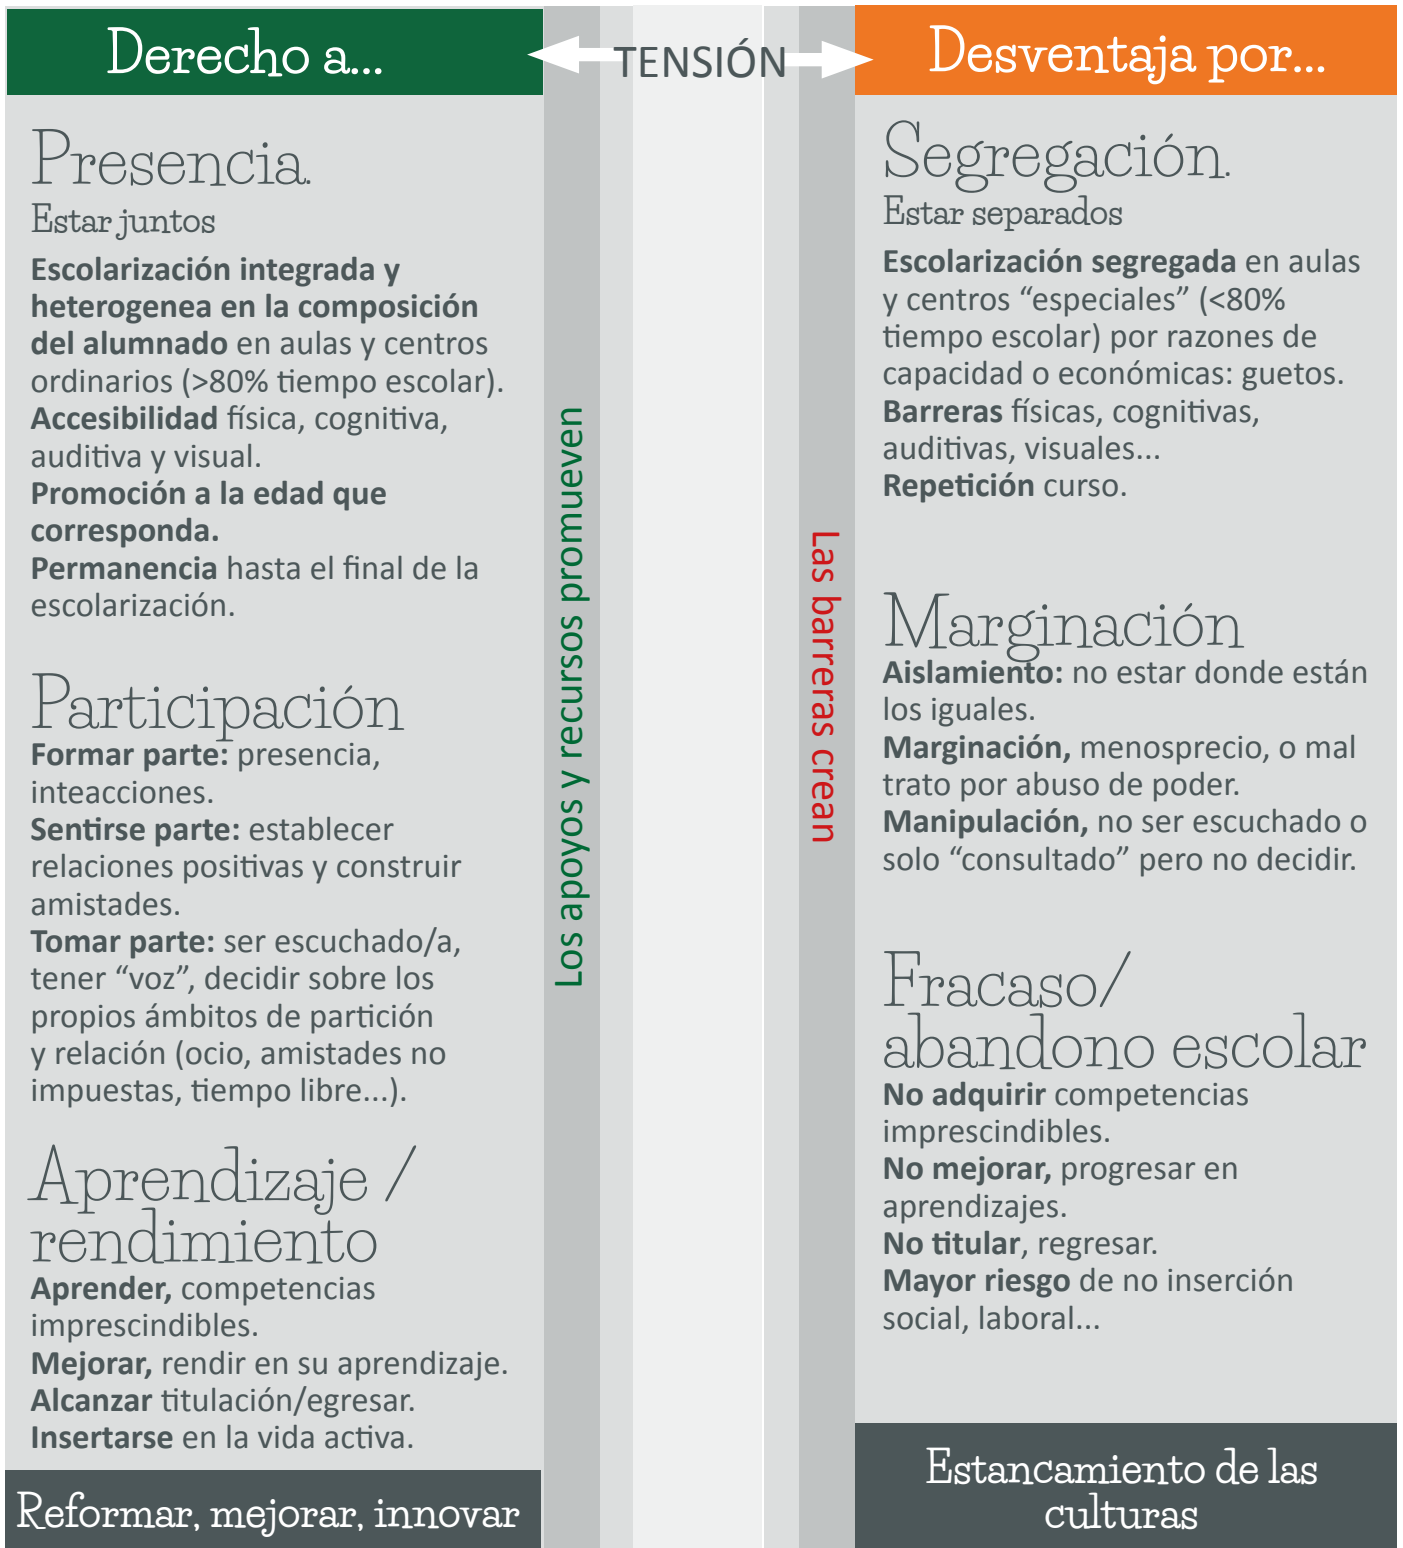 Derecho a...
TENSIÓN
Desventaja por...
Presencia.
Estar juntos
Escolarización integrada y
heterogenea en la composición
del alumnado en aulas y centros
ordinarios (>80% tiempo escolar).
Accesibilidad física, cognitiva,
auditiva y visual.
Promoción a la edad que
corresponda.
Permanencia hasta el final de la
escolarización.
Participación
Formar parte: presencia,
inteacciones.
Sentirse parte: establecer
relaciones positivas y construir
amistades.
Tomar parte: ser escuchado/a,
tener “voz”, decidir sobre los
propios ámbitos de partición
y relación (ocio, amistades no
impuestas, tiempo libre...).
Aprendizaje /
rendimiento
Aprender, competencias
imprescindibles.
Mejorar, rendir en su aprendizaje.
Alcanzar titulación/egresar.
Insertarse en la vida activa.
Reformar, mejorar, innovar
Los apoyos y recursos promueven
Las barreras crean
Segregación.
Estar separados
Escolarización segregada en aulas
y centros “especiales” (<80%
tiempo escolar) por razones de
capacidad o económicas: guetos.
Barreras físicas, cognitivas,
auditivas, visuales...
Repetición curso.
Marginación
Aislamiento: no estar donde están
los iguales.
Marginación, menosprecio, o mal
trato por abuso de poder.
Manipulación, no ser escuchado o
solo “consultado” pero no decidir.
Fracaso/
abandono escolar
No adquirir competencias
imprescindibles.
No mejorar, progresar en
aprendizajes.
No titular, regresar.
Mayor riesgo de no inserción
social, laboral...
Estancamiento de las
culturas